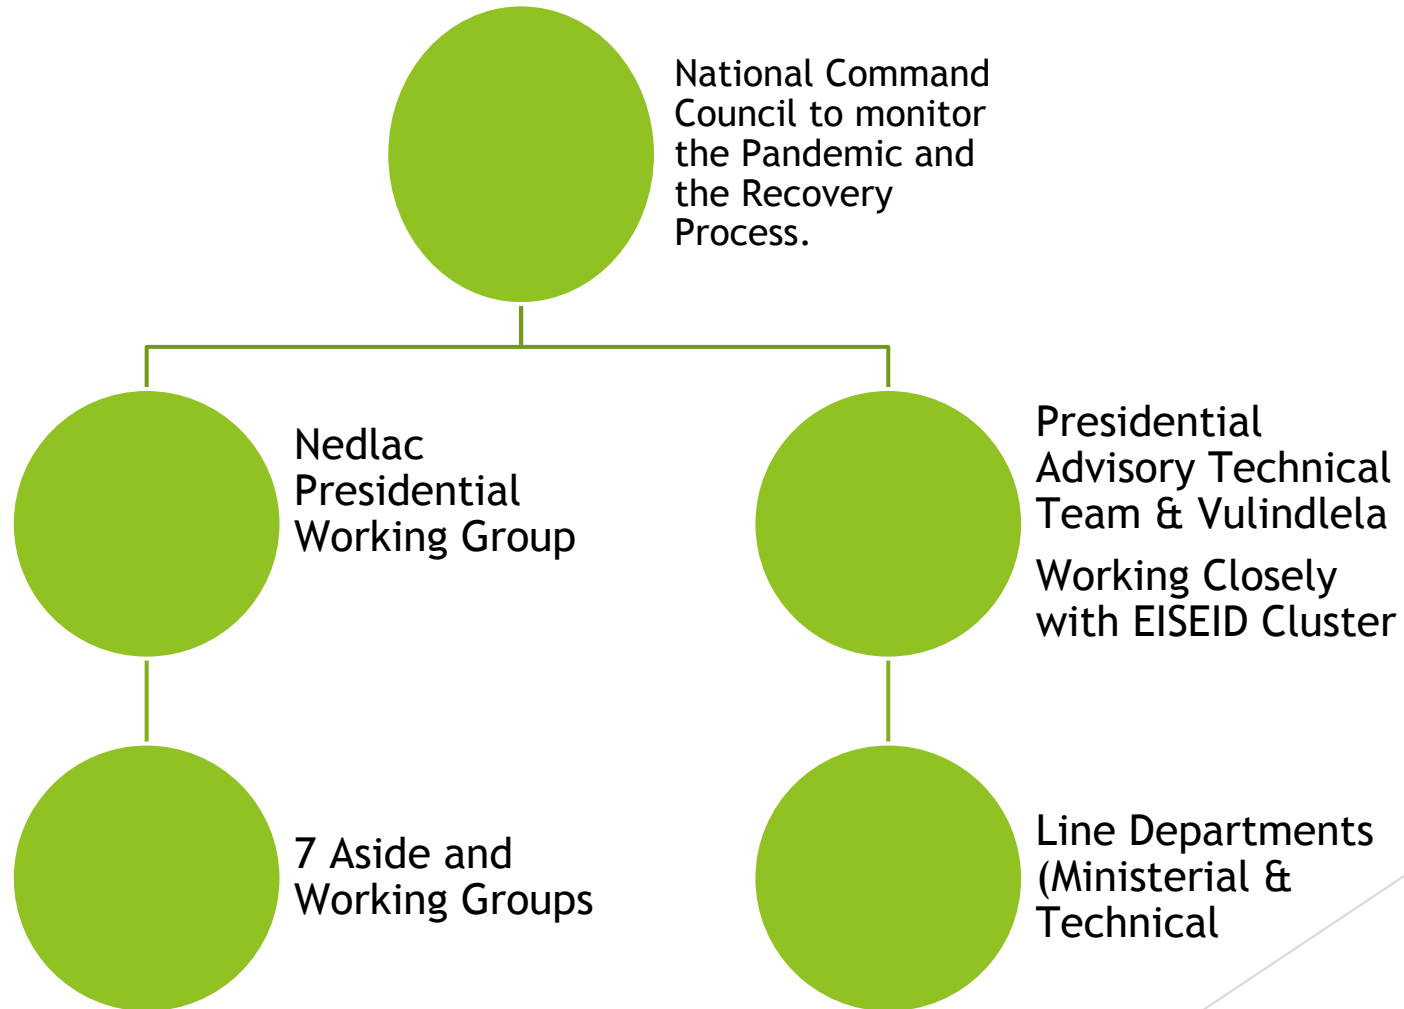 National Command
Council to monitor
the Pandemic and
the Recovery
Process.
Nedlac
Presidential
Working Group
Presidential
Advisory Technical
Team & Vulindlela
Working Closely
with EISEID Cluster
7 Aside and
Working Groups
Line Departments
(Ministerial &
Technical